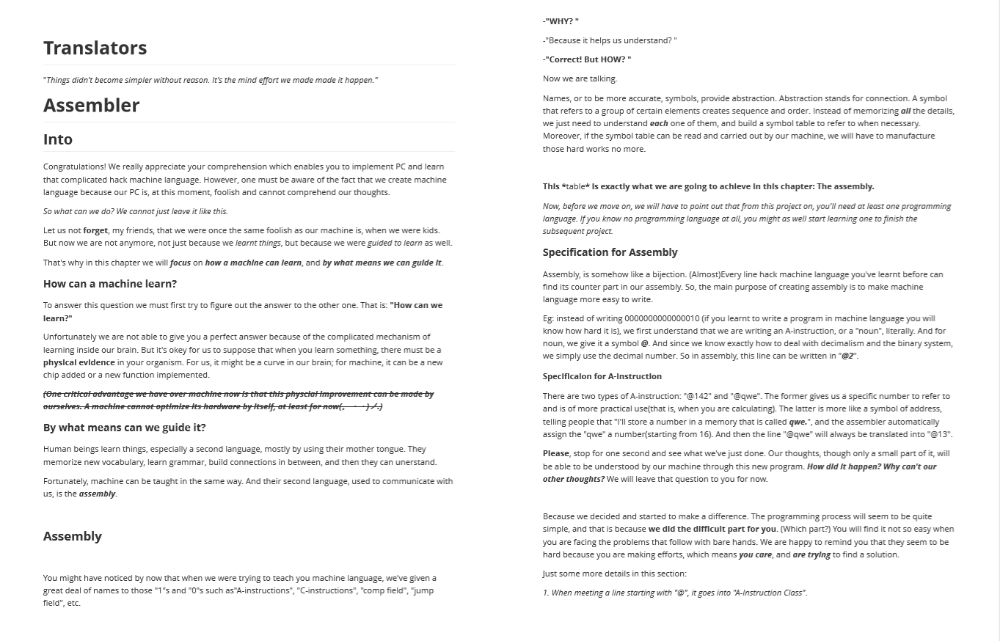 Translators
"Things didn't become simpler without reason. It's the mind effort we made made it happen."
Assembler
Into
Congratulations! We really appreciate your comprehension which enables you to implement PC and learn
that complicated hack machine language. However, one must be aware of the fact that we create machine
language because our PC is, at this moment, foolish and cannot comprehend our thoughts.
So what can we do? We cannot just leave it like this.
Let us not forget, my friends, that we were once the same foolish as our machine is, when we were kids.
But now we are not anymore, not just because we learnt things, but because we were guided to learn as well.
That's why in this chapter we will focus on how a machine can learn, and by what means we can guide it.
How can a machine learn?
To answer this question we must first try to figure out the answer to the other one. That is: "How can we
learn?"
Unfortunately we are not able to give you a perfect answer because of the complicated mechanism of
learning inside our brain. But it's okey for us to suppose that when you learn something, there must be a
physical evidence in your organism. For us, it might be a curve in our brain; for machine, it can be a new
chip added or a new function implemented.
(One critical advantage we have over machine now is that this physcial improvement can be made by
ourselves. A machine cannot optimize its hardware by itself, at least for now
By what means can we guide it?
Human beings learn things, especially a second language, mostly by using their mother tongue. They
memorize new vocabulary, learn grammar, build connections in between, and then they can unerstand.
Fortunately, machine can be taught in the same way. And their second language, used to communicate with
us, is the assembly.
Assembly
You might have noticed by now that when we were trying to teach you machine language, we've given a
great deal of names to those "1"s and "0"s such as"A-instructions", "C-instructions", "comp field", "jump
field", etc.
-"WHY? "
-"Because it helps us understand? "
-"Correct! But HOW? "
Now we are talking.
Names, or to be more accurate, symbols, provide abstraction. Abstraction stands for connection. A symbol
that refers to a group of certain elements creates sequence and order. Instead of memorizing all the details,
we just need to understand each one of them, and build a symbol table to refer to when necessary.
Moreover, if the symbol table can be read and carried out by our machine, we will have to manufacture
those hard works no more.
This *table* is exactly what we are going to achieve in this chapter: The assembly.
Now, before we move on, we will have to point out that from this project on, you'll need at least one programming
language. If you know no programming language at all, you might as well start learning one to finish the
subsequent project.
Specification for Assembly
Assembly, is somehow like a bijection. (Almost)Every line hack machine language you've learnt before can
find its counter part in our assembly. So, the main purpose of creating assembly is to make machine
language more easy to write.
Eg: instead of writing 0000000000000010 (if you learnt to write a program in machine language you will
know how hard it is), we first understand that we are writing an A-instruction, or a "noun", literally. And for
noun, we give it a symbol @. And since we know exactly how to deal with decimalism and the binary system,
we simply use the decimal number. So in assembly, this line can be written in "@2".
Specificaion for A-instruction
There are two types of A-instruction: "@142" and "@qwe". The former gives us a specific number to refer to
and is of more practical use(that is, when you are calculating). The latter is more like a symbol of address,
telling people that "I'll store a number in a memory that is called qwe.", and the assembler automatically
assign the "qwe" a number(starting from 16). And then the line "@qwe" will always be translated into "@13".
Please, stop for one second and see what we've just done. Our thoughts, though only a small part of it, will
be able to be understood by our machine through this new program. How did it happen? Why can't our
other thoughts? We will leave that question to you for now.
Because we decided and started to make a difference. The programming process will seem to be quite
simple, and that is because we did the difficult part for you. (Which part?) You will find it not so easy when
you are facing the problems that follow with bare hands. We are happy to remind you that they seem to be
hard because you are making efforts, which means you care, and are trying to find a solution.
Just some more details in this section:
1. When meeting a line starting with "@", it goes into "A-Instruction Class".